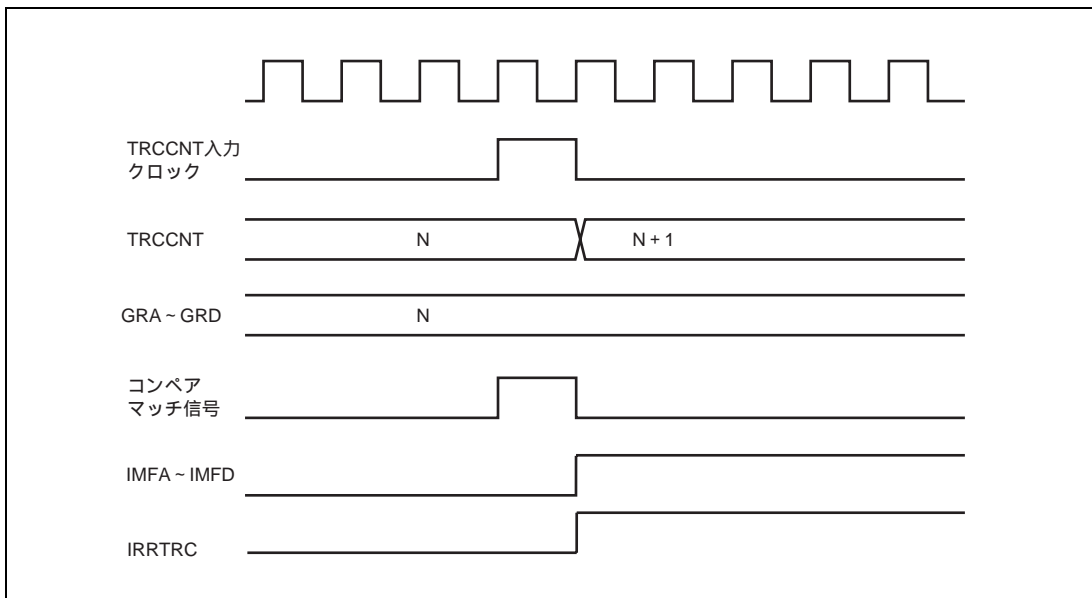 TRCCNT入力
クロック
TRCCNT
N
N + 1
GRA ~ GRD
N
コンペア
マッチ信号
IMFA ~ IMFD
IRRTRC